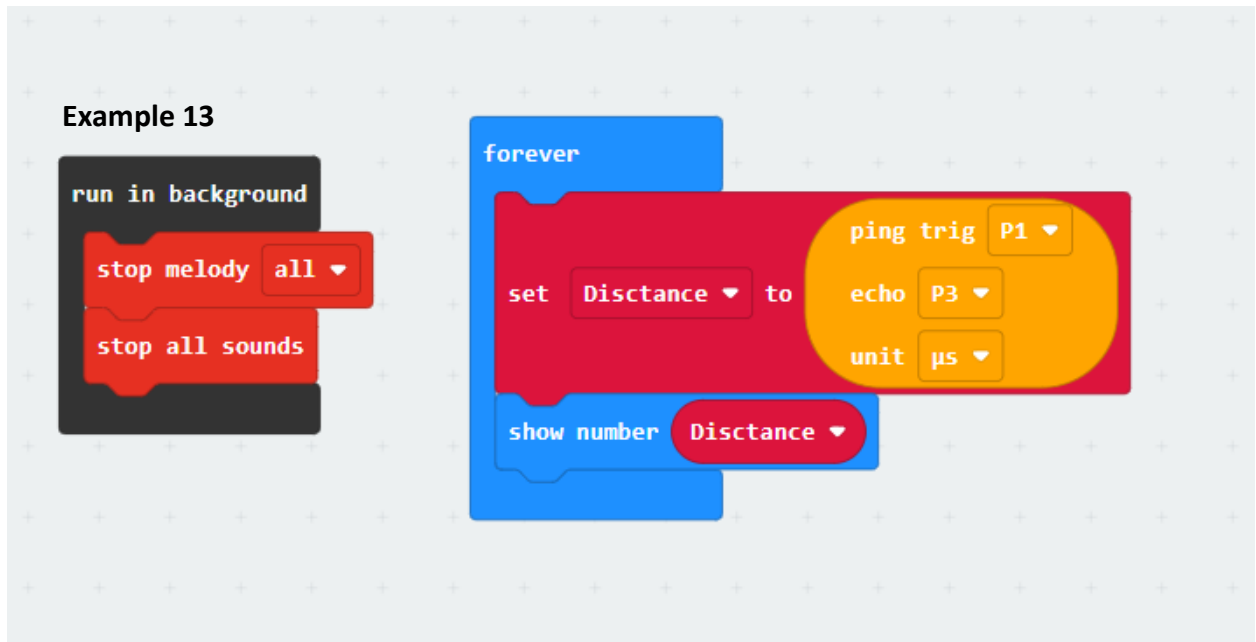 Example 13
run in background
stop melody all
stop all sounds
forever
set Disctance to
ping trig P1
echo P3
unit µs
show number Disctance